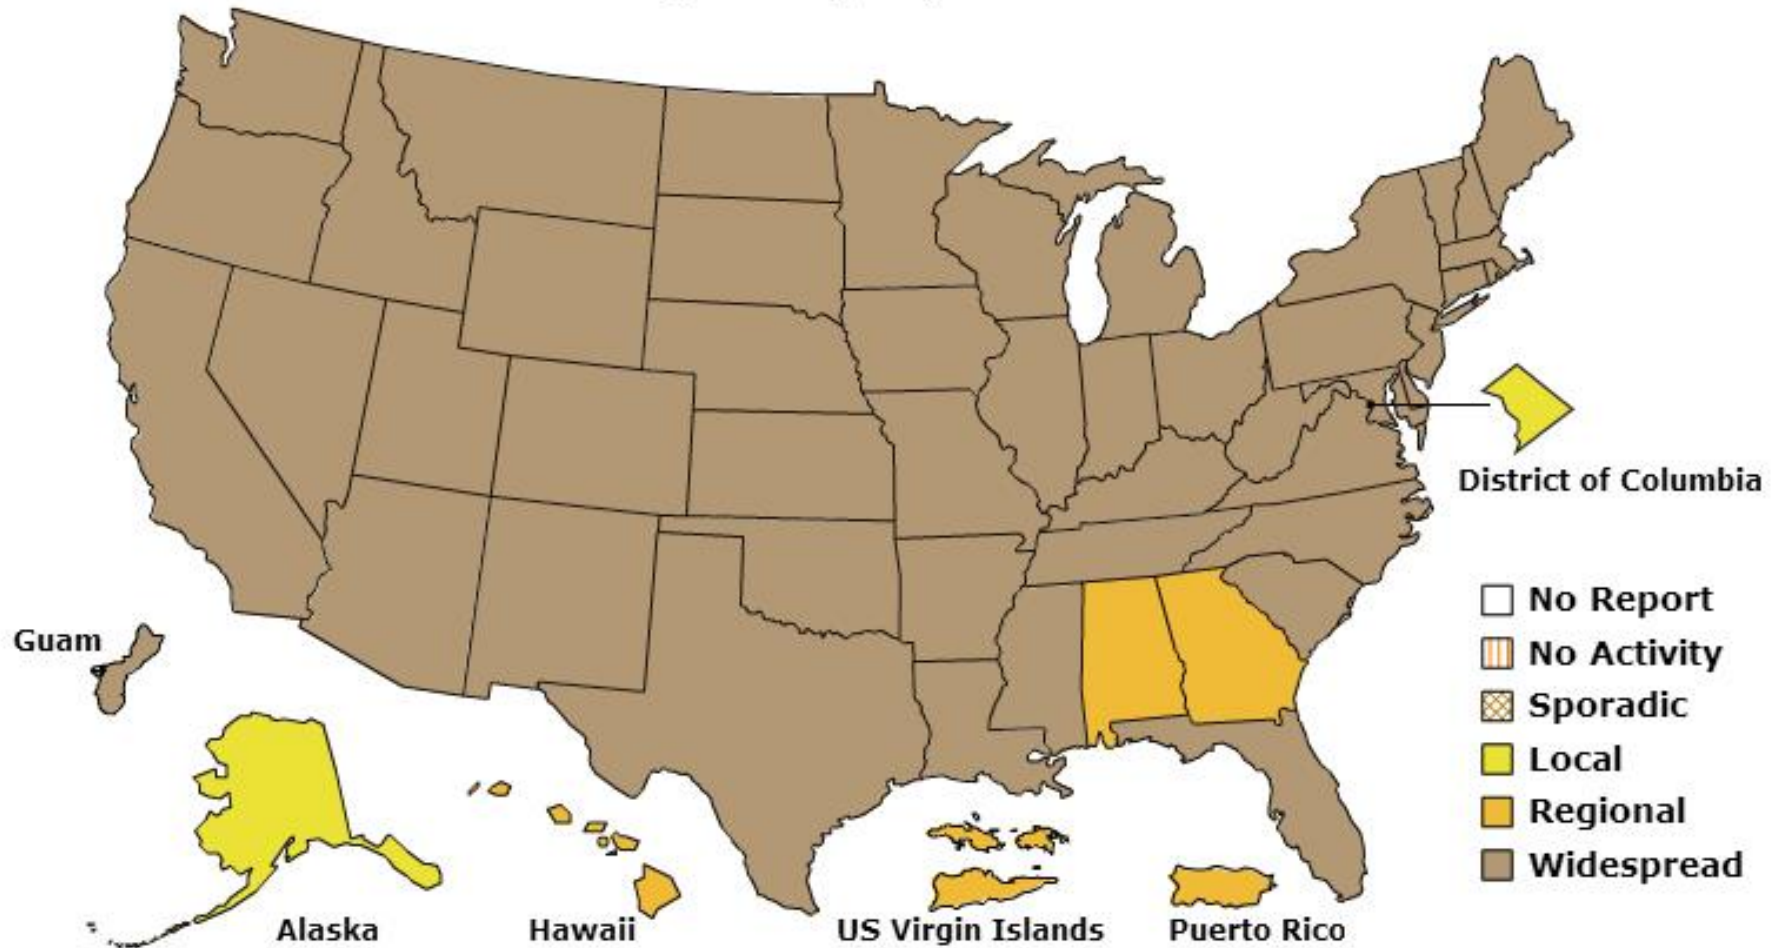 District of Columbia
No Report
No Activity
Sporadic
Local
Regional
Widespread
Guam
Alaska
Hawaii
US Virgin Islands
Puerto Rico